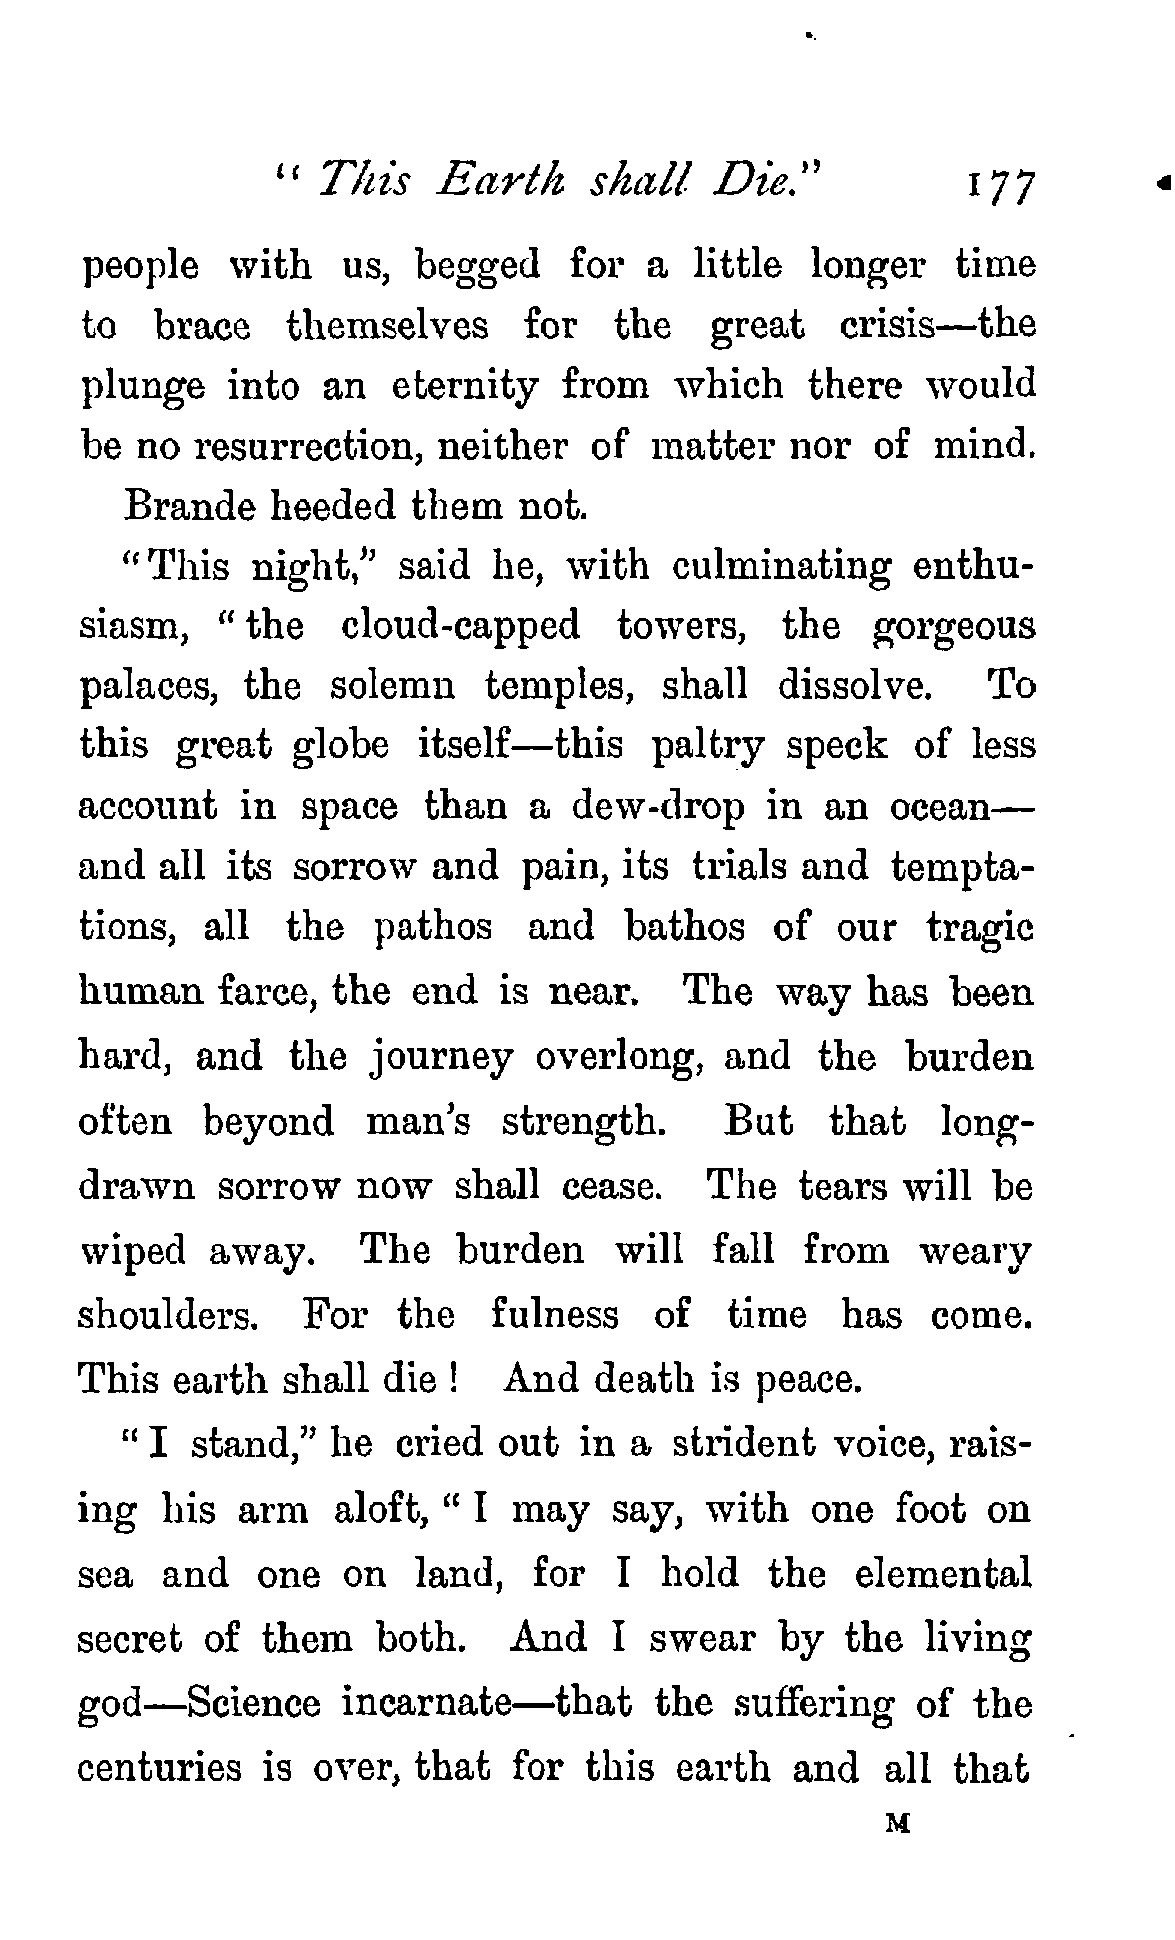 " This Earth shall Die." 177
people with us, begged for a little longer time
to brace themselves for the great crisis—the
plunge into an eternity from which there would
be no resurrection, neither of matter nor of mind.
Brande heeded them not.
"This night," said he, with culminating enthu-
siasm, "the cloud-capped towers, the gorgeous
palaces, the solemn temples, shall dissolve. To
this great globe itself—this paltry speck of less
account in space than a dew-drop in an ocean—
and all its sorrow and pain, its trials and tempta-
tions, all the pathos and bathos of our tragic
human farce, the end is near. The way has been
hard, and the journey overlong, and the burden
often beyond man's strength. But that long-
drawn sorrow now shall cease. The tears will be
wiped away. The burden will fall from weary
shoulders. For the fulness of time has come.
This earth shall die ! And death is peace.
"I stand," he cried out in a strident voice, rais-
ing his arm aloft, "I may say, with one foot on
sea and one on land, for I hold the elemental
secret of them both. And I swear by the living
god—Science incarnate—that the suffering of the
centuries is over, that for this earth and all that
M